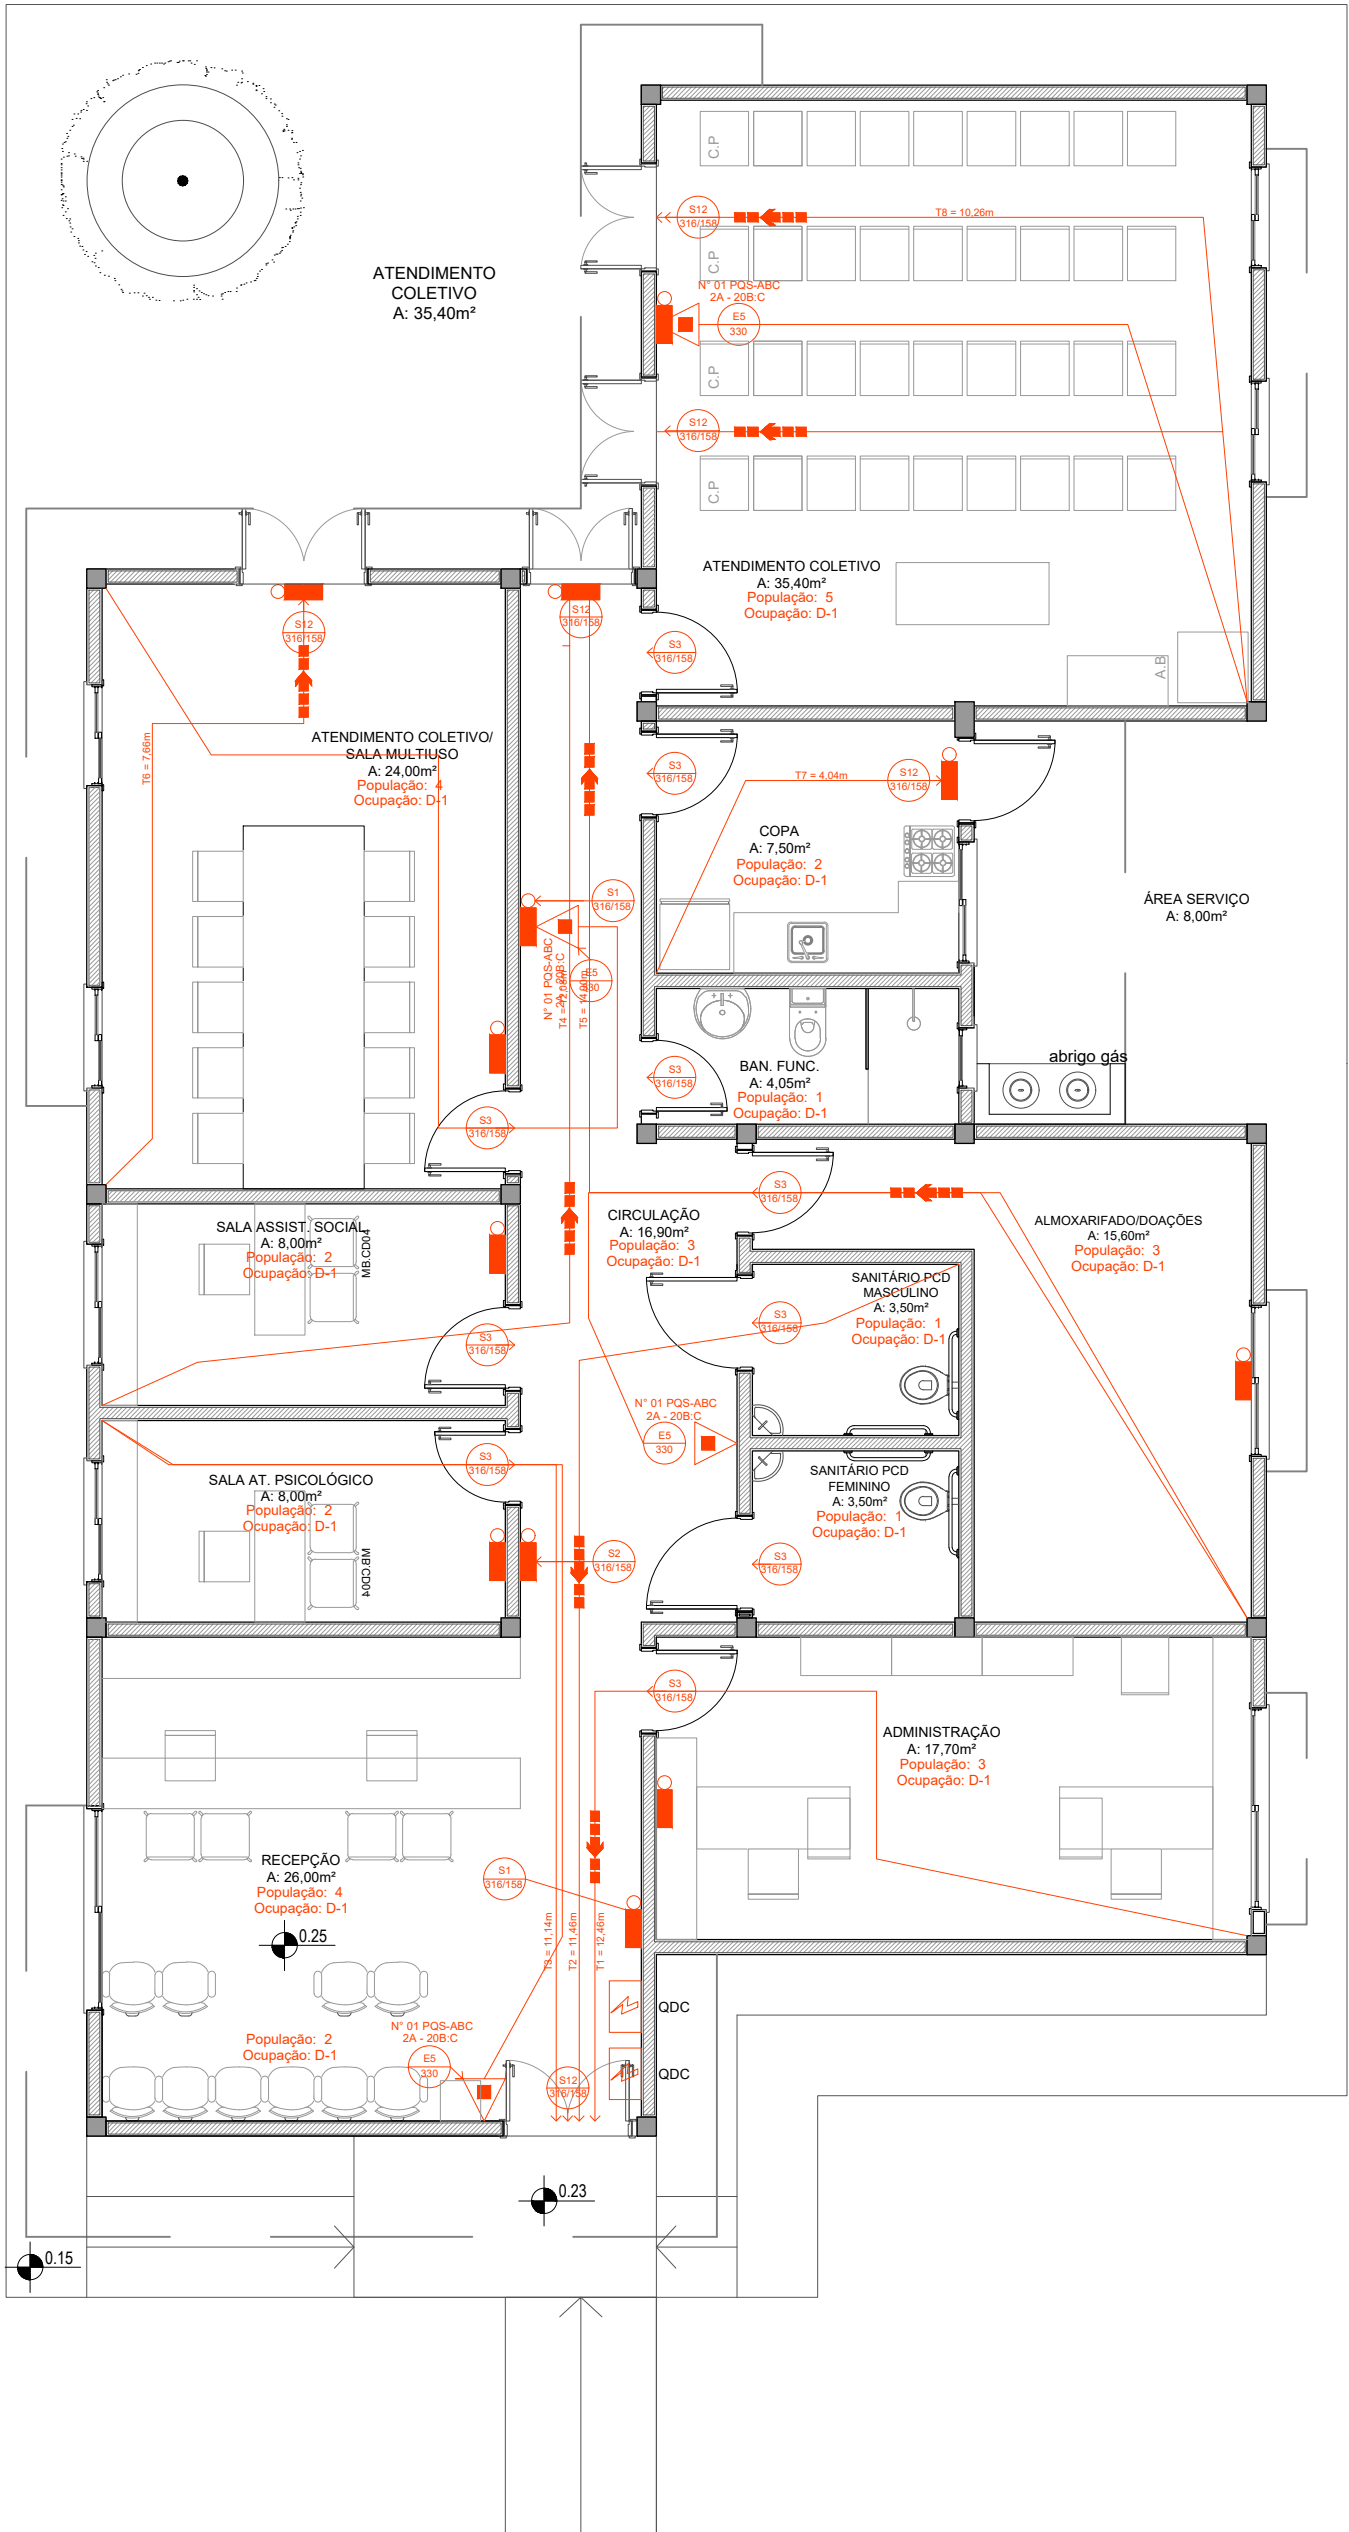 C.P
S12
316/158
T8 = 10,26m
C.P
ATENDIMENTO
COLETIVO
A: 35,40m²
N° 01 PQS-ABC
2A - 20B:C
E5
330
C.P
S12
316/158
C.P
ATENDIMENTO COLETIVO
A: 35,40m²
População: 5
Ocupação: D-1
S12
316/158
S12
316/158
S3
316/158
A.B
T6 = 7,66m
ATENDIMENTO COLETIVO/
SALA MULTIUSO
A: 24,00m²
População: 4
Ocupação: D-1
S3
316/158
T7 = 4,04m
S12
316/158
COPA
A: 7,50m²
População: 2
Ocupação: D-1
ÁREA SERVIÇO
A: 8,00m²
S1
316/158
N° 01 PQS-ABC
2A - 20B:C
E5
330
abrigo gás
BAN. FUNC.
A: 4,05m²
População: 1
Ocupação: D-1
S3
316/158
S3
316/158
S3
316/158
CIRCULAÇÃO
A: 16,90m²
População: 3
Ocupação: D-1
ALMOXARIFADO/DOAÇÕES
A: 15,60m²
População: 3
Ocupação: D-1
SALA ASSIST. SOCIAL
A: 8,00m²
População: 2
Ocupação: D-1
MB.CD04
SANITÁRIO PCD
MASCULINO
A: 3,50m²
População: 1
Ocupação: D-1
S3
316/158
S3
316/158
N° 01 PQS-ABC
2A - 20B:C
E5
330
S3
316/158
SALA AT. PSICOLÓGICO
A: 8,00m²
População: 2
Ocupação: D-1
MB.CD04
SANITÁRIO PCD
FEMININO
A: 3,50m²
População: 1
Ocupação: D-1
S2
316/158
S3
316/158
S3
316/158
ADMINISTRAÇÃO
A: 17,70m²
População: 3
Ocupação: D-1
RECEPÇÃO
A: 26,00m²
População: 4
Ocupação: D-1
S1
316/158
0.25
T3 = 11,14m
T2 = 11,46m
T1 = 12,46m
QDC
População: 2
Ocupação: D-1
N° 01 PQS-ABC
2A - 20B:C
E5
330
S12
316/158
QDC
0.23
0.15